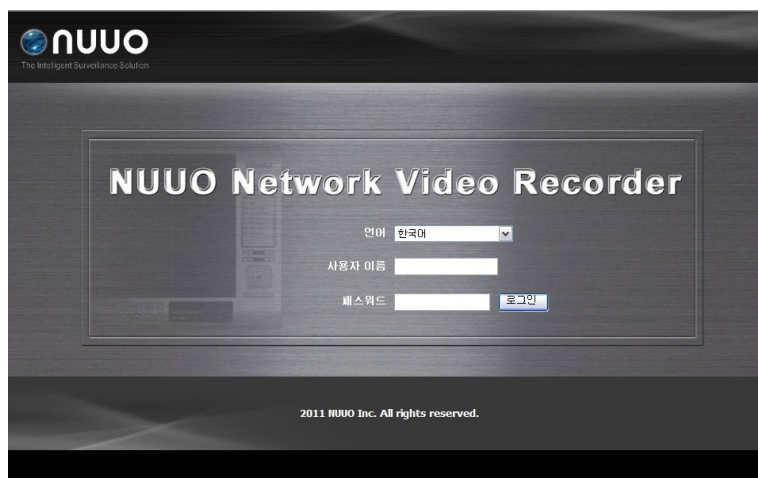 nuuo
The Intelligent Surveillance Solution
NUUO Network Video Recorder
언어 한국어
사용자 이름
패스워드 로그인
2011 NUUO Inc. All rights reserved.